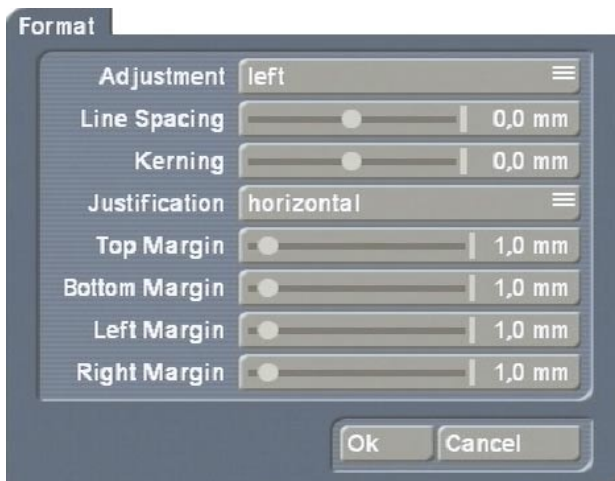 Format
Adjustment left
Line Spacing 0,0 mm
Kerning 0,0 mm
Justification horizontal
Top Margin 1,0 mm
Bottom Margin 1,0 mm
Left Margin 1,0 mm
Right Margin 1,0 mm
Ok Cancel